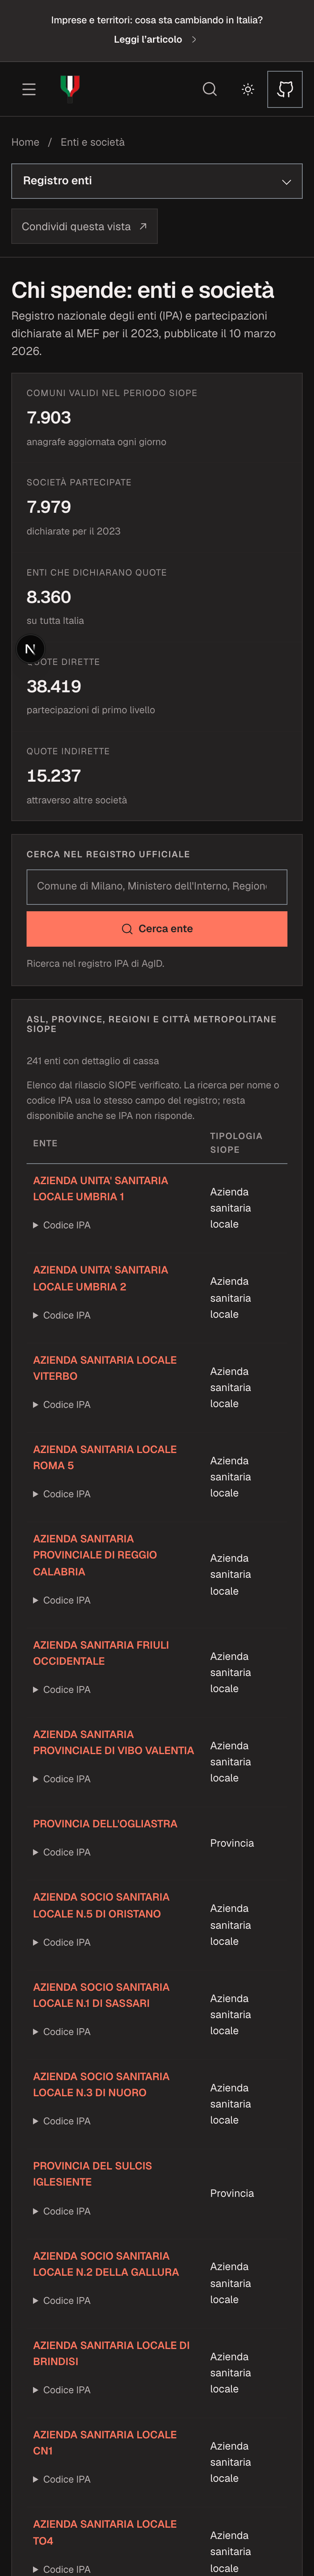 Imprese e territori: cosa sta cambiando in Italia?
Leggi l'articolo
Home / Enti e società
Registro enti
Condividi questa vista ↗
Chi spende: enti e società
Registro nazionale degli enti (IPA) e partecipazioni
dichiarate al MEF per il 2023, pubblicate il 10 marzo
2026.
COMUNI VALIDI NEL PERIODO SIOPE
7.903
anagrafe aggiornata ogni giorno
SOCIETÀ PARTECIPATE
7.979
dichiarate per il 2023
ENTI CHE DICHIARANO QUOTE
8.360
su tutta Italia
N
QUOTE DIRETTE
38.419
partecipazioni di primo livello
QUOTE INDIRETTE
15.237
attraverso altre società
CERCA NEL REGISTRO UFFICIALE
Comune di Milano, Ministero dell'Interno, Region
Cerca ente
Ricerca nel registro IPA di AgID.
ASL, PROVINCE, REGIONI E CITTÀ METROPOLITANE
SIOPE
241 enti con dettaglio di cassa
Elenco dal rilascio SIOPE verificato. La ricerca per nome o
codice IPA usa lo stesso campo del registro; resta
disponibile anche se IPA non risponde.
ENTE
TIPOLOGIA
SIOPE
AZIENDA UNITA' SANITARIA
LOCALE UMBRIA 1
Codice IPA
Azienda
sanitaria
locale
AZIENDA UNITA' SANITARIA
LOCALE UMBRIA 2
Codice IPA
Azienda
sanitaria
locale
AZIENDA SANITARIA LOCALE
VITERBO
Codice IPA
Azienda
sanitaria
locale
AZIENDA SANITARIA LOCALE
ROMA 5
Codice IPA
Azienda
sanitaria
locale
AZIENDA SANITARIA
PROVINCIALE DI REGGIO
CALABRIA
Codice IPA
Azienda
sanitaria
locale
AZIENDA SANITARIA FRIULI
OCCIDENTALE
Codice IPA
Azienda
sanitaria
locale
AZIENDA SANITARIA
PROVINCIALE DI VIBO VALENTIA
Codice IPA
Azienda
sanitaria
locale
PROVINCIA DELL'OGLIASTRA
Codice IPA
Provincia
AZIENDA SOCIO SANITARIA
LOCALE N.5 DI ORISTANO
Codice IPA
Azienda
sanitaria
locale
AZIENDA SOCIO SANITARIA
LOCALE N.1 DI SASSARI
Codice IPA
Azienda
sanitaria
locale
AZIENDA SOCIO SANITARIA
LOCALE N.3 DI NUORO
Codice IPA
Azienda
sanitaria
locale
PROVINCIA DEL SULCIS
IGLESIENTE
Codice IPA
Provincia
AZIENDA SOCIO SANITARIA
LOCALE N.2 DELLA GALLURA
Codice IPA
Azienda
sanitaria
locale
AZIENDA SANITARIA LOCALE DI
BRINDISI
Codice IPA
Azienda
sanitaria
locale
AZIENDA SANITARIA LOCALE
CN1
Codice IPA
Azienda
sanitaria
locale
AZIENDA SANITARIA LOCALE
TO4
Codice IPA
Azienda
sanitaria
locale